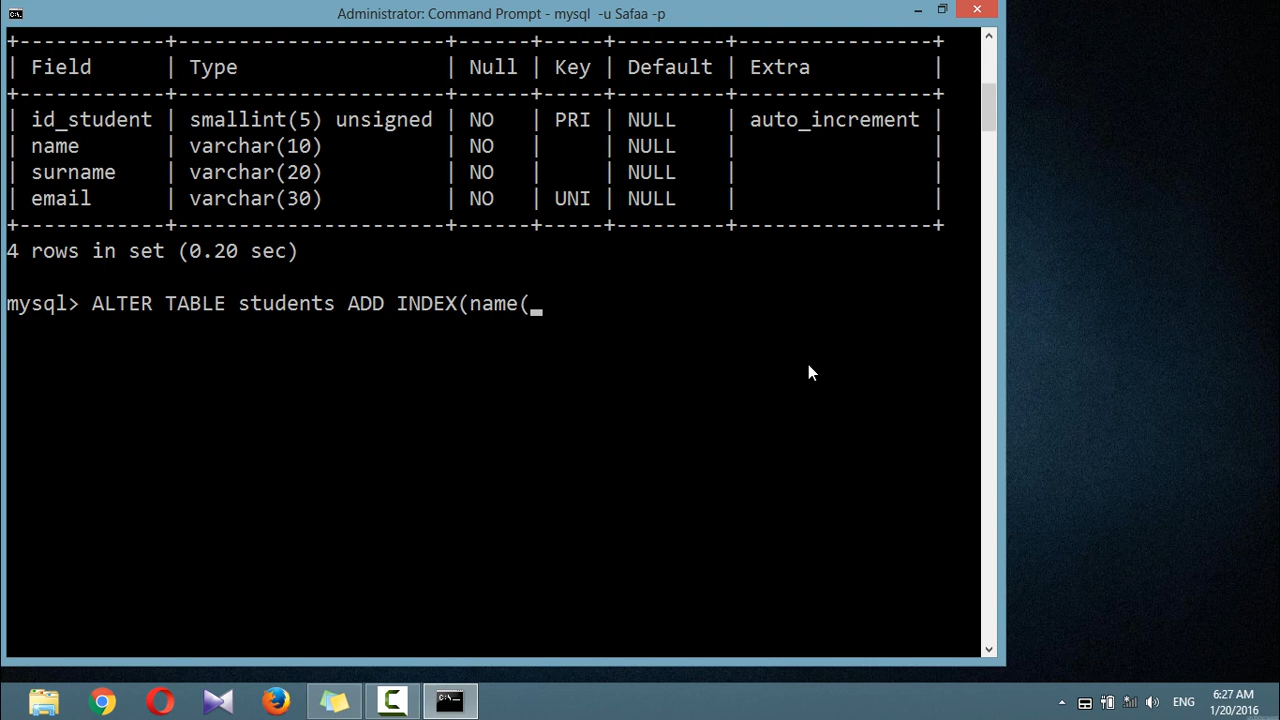 Administrator: Command Prompt - mysql -u Safaa -p
+------------+----------------------+------+-----+---------+----------------+
| Field      | Type                 | Null | Key | Default | Extra          |
+------------+----------------------+------+-----+---------+----------------+
| id_student | smallint(5) unsigned | NO   | PRI | NULL    | auto_increment |
| name       | varchar(10)          | NO   |     | NULL    |                |
| surname    | varchar(20)          | NO   |     | NULL    |                |
| email      | varchar(30)          | NO   | UNI | NULL    |                |
+------------+----------------------+------+-----+---------+----------------+
4 rows in set (0.20 sec)
mysql> ALTER TABLE students ADD INDEX(name(_
ENG
6:27 AM
1/20/2016